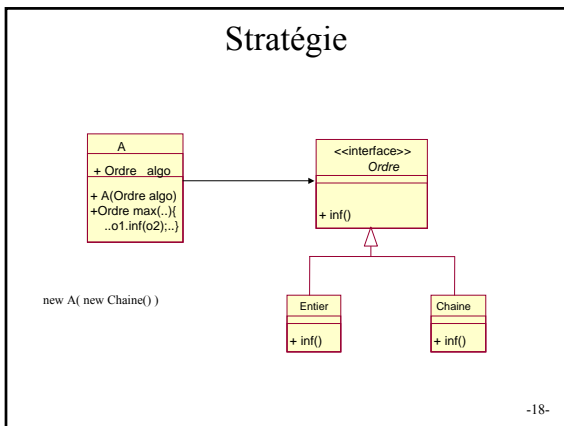 Stratégie
A
+ Ordre algo
+ A(Ordre algo)
+Ordre max(..){
..o1.inf(o2);..}
<<interface>>
Ordre
+ inf()
new A( new Chaine() )
Entier
+ inf()
Chaine
+ inf()
-18-